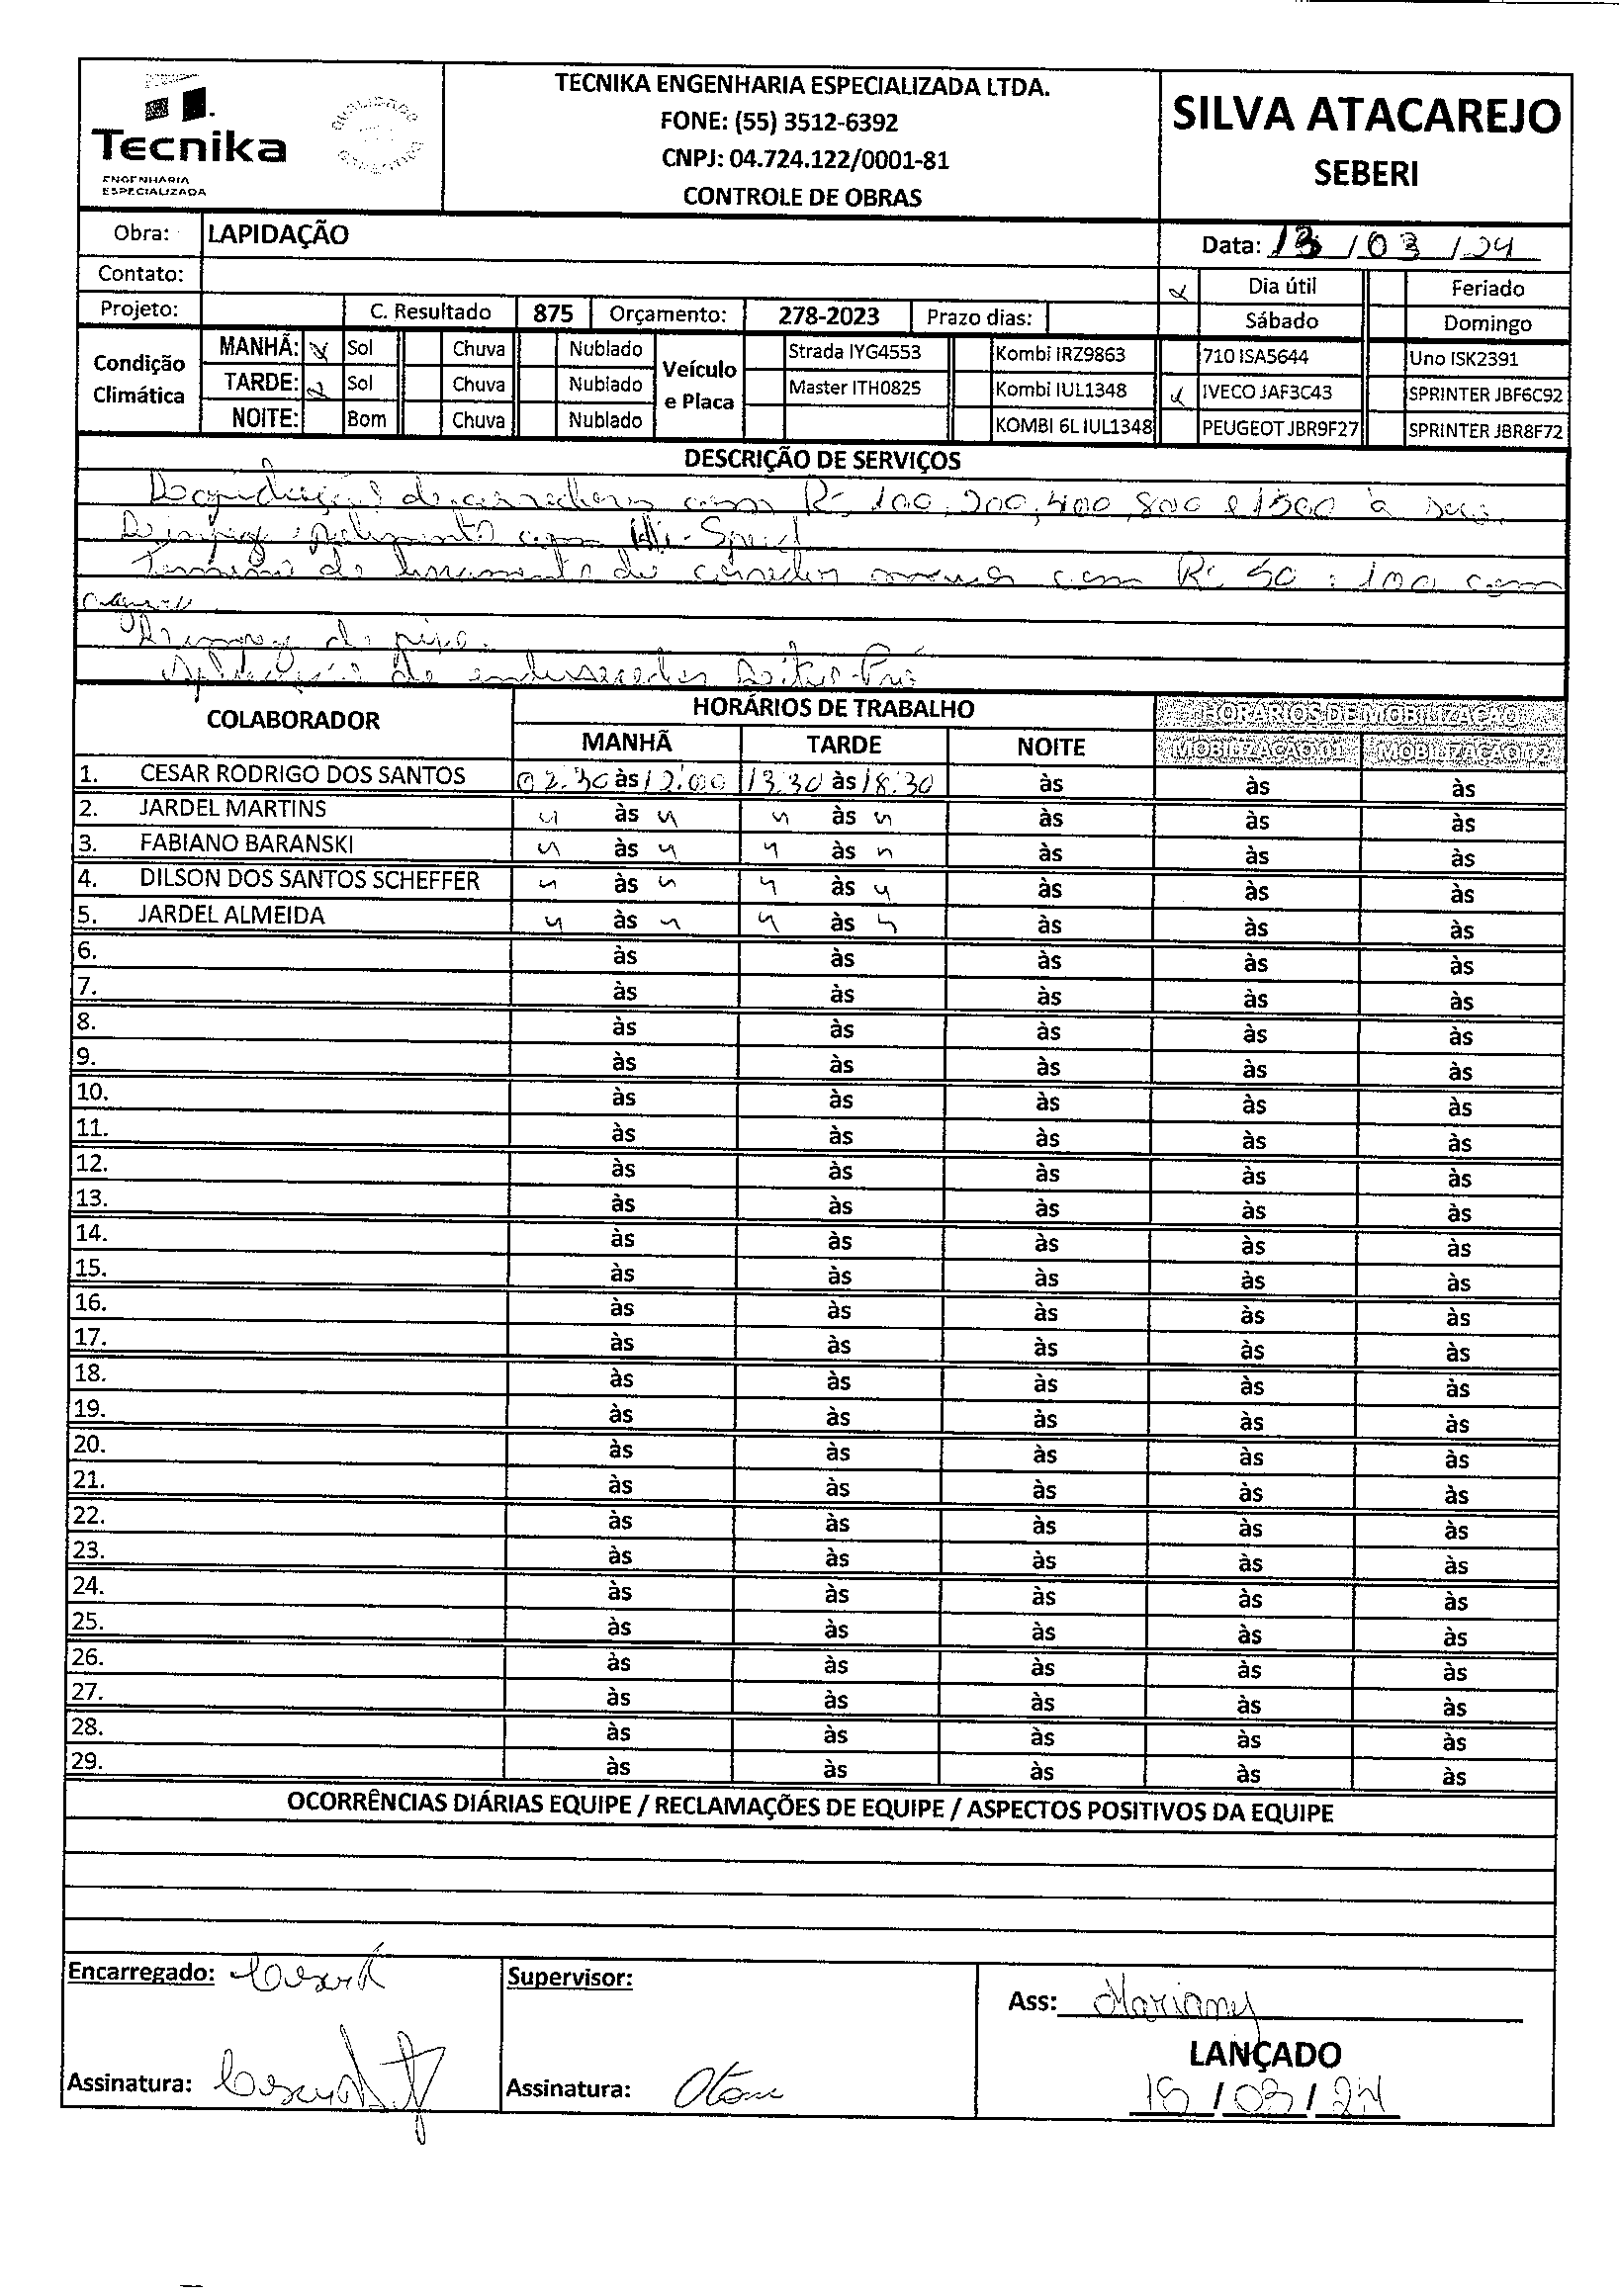 Tecnika
ENGENHARIA
ESPECIALIZADA
TECNIKA ENGENHARIA ESPECIALIZADA LTDA.
FONE: (55) 3512-6392
CNPJ: 04.724.122/0001-81
CONTROLE DE OBRAS
SILVA ATACAREJO
SEBERI
Obra: LAPIDAÇÃO
Data: 13/03/24
Contato:
Dia útil Feriado
Projeto: C. Resultado 875 Orçamento: 278-2023 Prazo dias:
Sábado Domingo
Condição Climática
MANHÃ: x Sol Chuva Nublado
TARDE: x Sol Chuva Nublado
NOITE: Bom Chuva Nublado
Veículo e Placa
Strada IYG4553 Kombi IRZ9863 710 ISA5644 Uno ISK2391
Master ITH0825 Kombi IUL1348 x IVECO JAF3C43 SPRINTER JBF6C92
KOMBI 6L IUL1348 PEUGEOT JBR9F27 SPRINTER JBR8F72
DESCRIÇÃO DE SERVIÇOS
com R: 100, 200, 400, 800 e 1500 à seco.
com Hi-Speed
com R: 50 100 com
do piso.
Aplicação de endurecedor
COLABORADOR HORÁRIOS DE TRABALHO HORÁRIOS DE MOBILIZAÇÃO
MANHÃ TARDE NOITE MOBILIZAÇÃO 01 MOBILIZAÇÃO 02
1. CESAR RODRIGO DOS SANTOS 07:30 às 12:00 13:30 às 18:30 às às às
2. JARDEL MARTINS " às " " às " às às às
3. FABIANO BARANSKI " às " " às " às às às
4. DILSON DOS SANTOS SCHEFFER " às " " às " às às às
5. JARDEL ALMEIDA " às " " às " às às às
6. às às às às às
7. às às às às às
8. às às às às às
9. às às às às às
10. às às às às às
11. às às às às às
12. às às às às às
13. às às às às às
14. às às às às às
15. às às às às às
16. às às às às às
17. às às às às às
18. às às às às às
19. às às às às às
20. às às às às às
21. às às às às às
22. às às às às às
23. às às às às às
24. às às às às às
25. às às às às às
26. às às às às às
27. às às às às às
28. às às às às às
29. às às às às às
OCORRÊNCIAS DIÁRIAS EQUIPE / RECLAMAÇÕES DE EQUIPE / ASPECTOS POSITIVOS DA EQUIPE
Encarregado: Cesar
Supervisor:
Ass: Mariany
LANÇADO
Assinatura:
Assinatura:
15/03/24